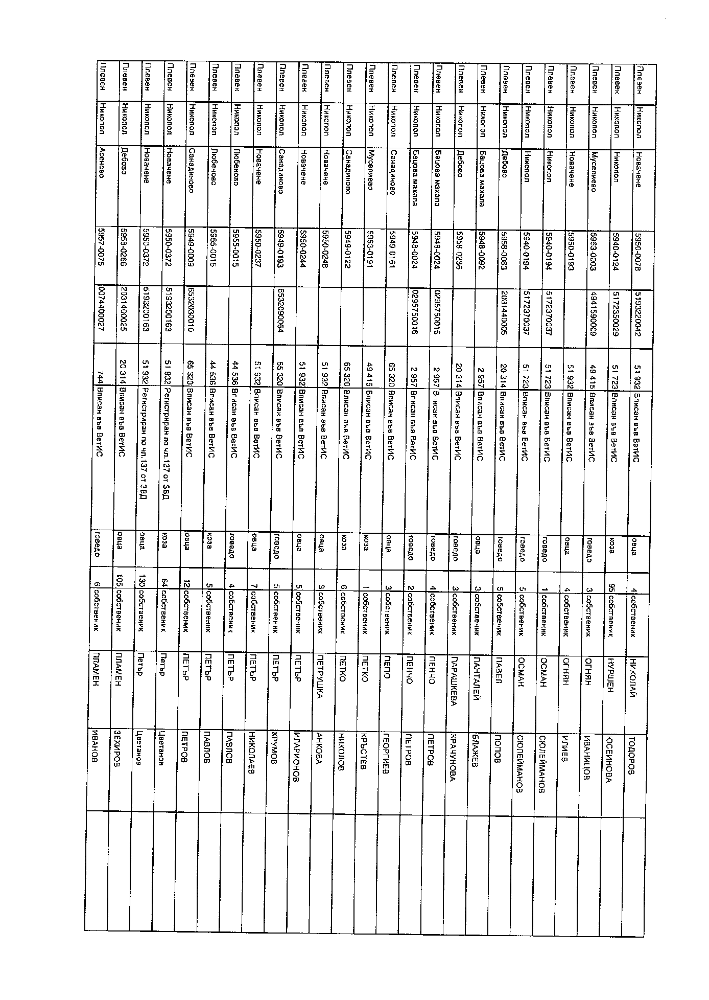 Плевен Никопол Новачене 5950-0078 5193220042 51 932 Вписан във ВетИС овца 4 собственик НИКОЛАЙ ТОДОРОВ
Плевен Никопол Никопол 5940-0124 5172350029 51 723 Вписан във ВетИС коза 95 собственик НУРШЕН ЮСЕИНОВА
Плевен Никопол Муселиево 5963-0003 4941590009 49 415 Вписан във ВетИС говедо 3 собственик ОГНЯН ИВАНИЦОВ
Плевен Никопол Новачене 5950-0193 51 932 Вписан във ВетИС овца 4 собственик ОГНЯН ИЛИЕВ
Плевен Никопол Никопол 5940-0194 5172370037 51 723 Вписан във ВетИС говедо 1 собственик ОСМАН СЮЛЕЙМАНОВ
Плевен Никопол Никопол 5940-0194 5172370037 51 723 Вписан във ВетИС говедо 5 собственик ОСМАН СЮЛЕЙМАНОВ
Плевен Никопол Дебово 5958-0083 2031440005 20 314 Вписан във ВетИС говедо 5 собственик ПАВЕЛ ПОПОВ
Плевен Никопол Бацова махала 5948-0092 2 957 Вписан във ВетИС овца 3 собственик ПАНТАЛЕЙ БЛАЖЕВ
Плевен Никопол Дебово 5958-0236 20 314 Вписан във ВетИС говедо 3 собственик ПАРАШКЕВА КРАЧУНОВА
Плевен Никопол Бацова махала 5948-0024 0295750016 2 957 Вписан във ВетИС говедо 4 собственик ПЕНЧО ПЕТРОВ
Плевен Никопол Бацова махала 5948-0024 0295750016 2 957 Вписан във ВетИС говедо 2 собственик ПЕНЧО ПЕТРОВ
Плевен Никопол Санадиново 5949-0161 65 320 Вписан във ВетИС овца 3 собственик ПЕПО ГЕОРГИЕВ
Плевен Никопол Муселиево 5963-0191 49 415 Вписан във ВетИС коза 1 собственик ПЕТКО КРЪСТЕВ
Плевен Никопол Санадиново 5949-0122 65 320 Вписан във ВетИС коза 6 собственик ПЕТКО НИКОЛОВ
Плевен Никопол Новачене 5950-0248 51 932 Вписан във ВетИС овца 3 собственик ПЕТРУШКА АНКОВА
Плевен Никопол Новачене 5950-0244 51 932 Вписан във ВетИС овца 5 собственик ПЕТЪР ИЛАРИОНОВ
Плевен Никопол Санадиново 5949-0193 6532090064 65 320 Вписан във ВетИС говедо 5 собственик ПЕТЪР КРУМОВ
Плевен Никопол Новачене 5950-0237 51 932 Вписан във ВетИС овца 7 собственик ПЕТЪР НИКОЛАЕВ
Плевен Никопол Любеново 5955-0015 44 536 Вписан във ВетИС говедо 4 собственик ПЕТЪР ПАВЛОВ
Плевен Никопол Любеново 5955-0015 44 536 Вписан във ВетИС коза 5 собственик ПЕТЪР ПАВЛОВ
Плевен Никопол Санадиново 5949-0009 6532030010 65 320 Вписан във ВетИС овца 12 собственик ПЕТЪР ПЕТРОВ
Плевен Никопол Новачене 5950-0372 5193200163 51 932 Регистриран по чл.137 от ЗВД коза 64 собственик Петър Цветанов
Плевен Никопол Новачене 5950-0372 5193200163 51 932 Регистриран по чл.137 от ЗВД овца 130 собственик Петър Цветанов
Плевен Никопол Дебово 5958-0266 2031400025 20 314 Вписан във ВетИС овца 105 собственик ПЛАМЕН ЗЕХИРОВ
Плевен Никопол Асеново 5957-0075 0074400027 744 Вписан във ВетИС говедо 6 собственик ПЛАМЕН ИВАНОВ